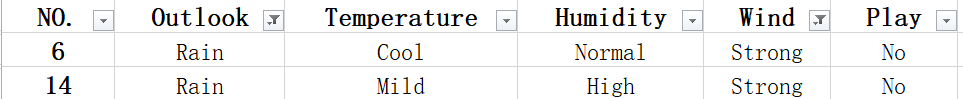 NO. Outlook Temperature Humidity Wind Play
6 Rain Cool Normal Strong No
14 Rain Mild High Strong No